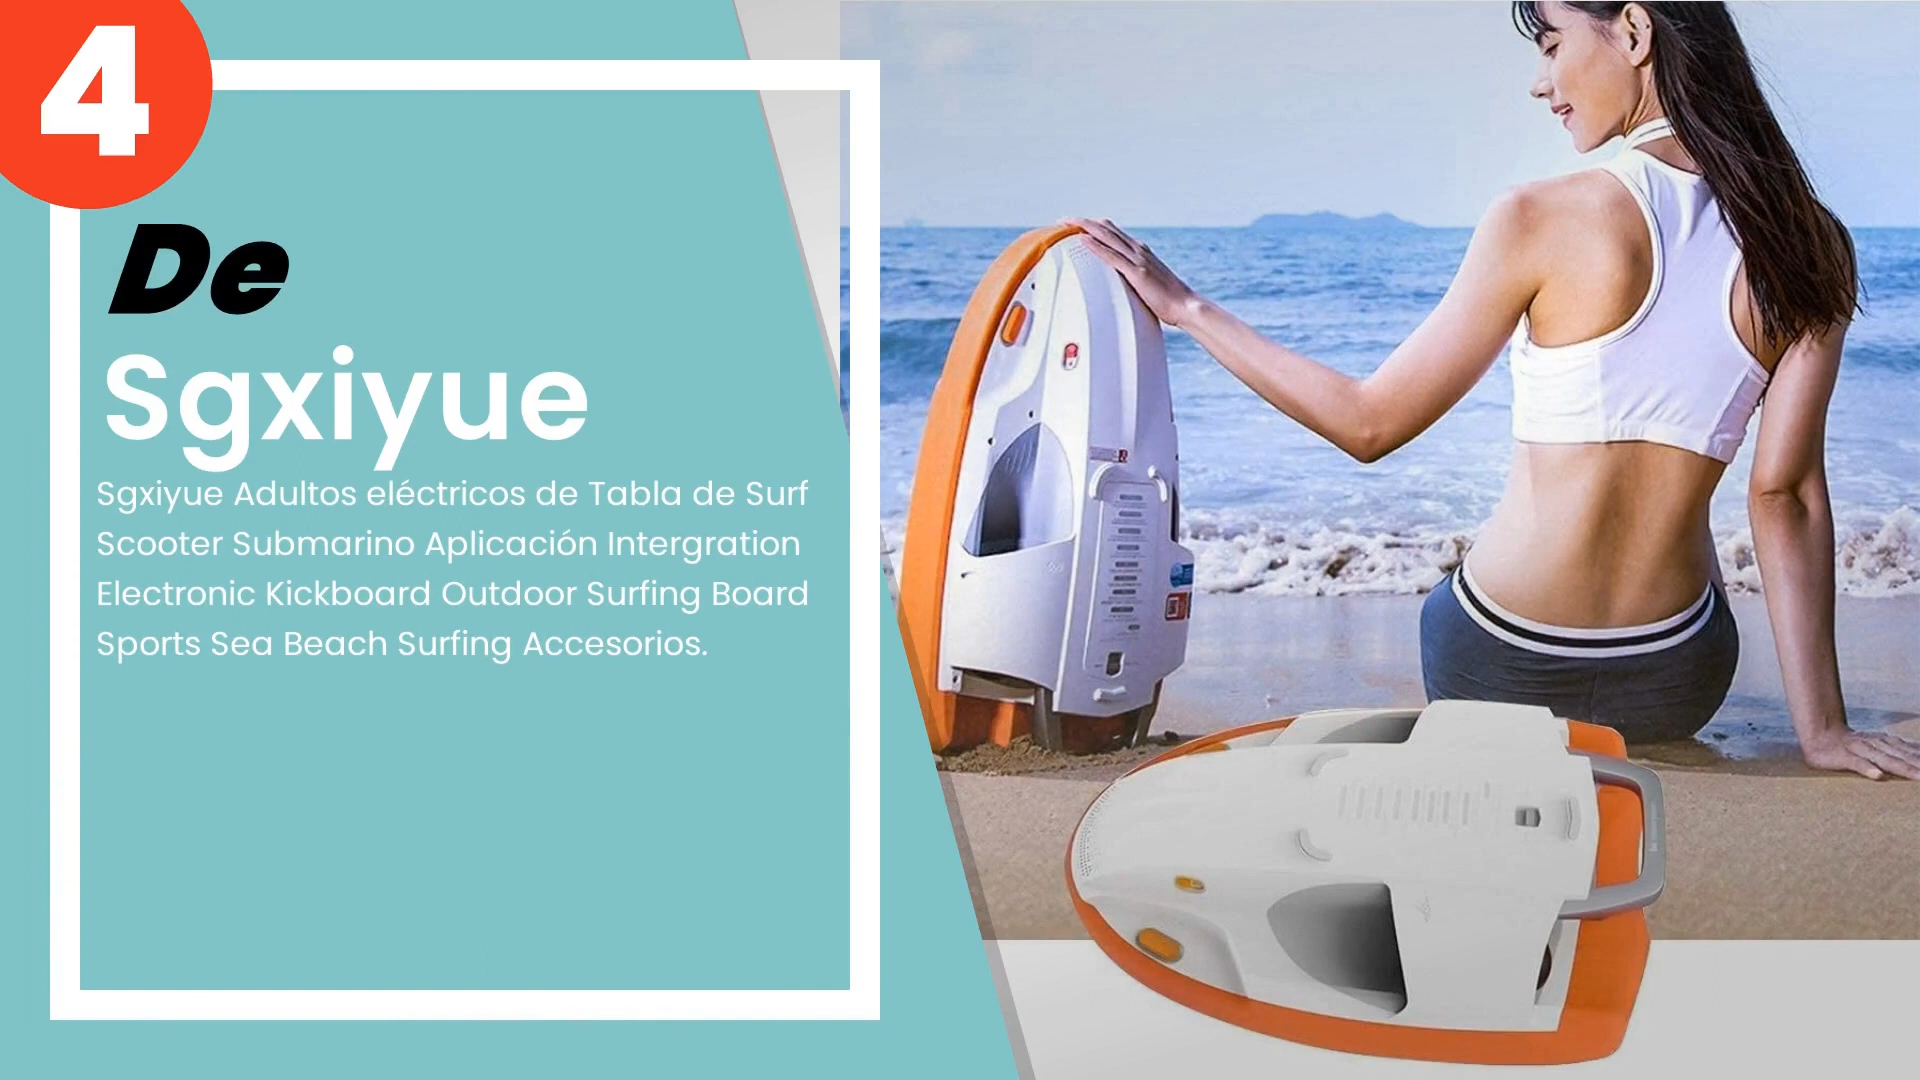 4
De
Sgxiyue
Sgxiyue Adultos eléctricos de Tabla de Surf
Scooter Submarino Aplicación Intergration
Electronic Kickboard Outdoor Surfing Board
Sports Sea Beach Surfing Accesorios.